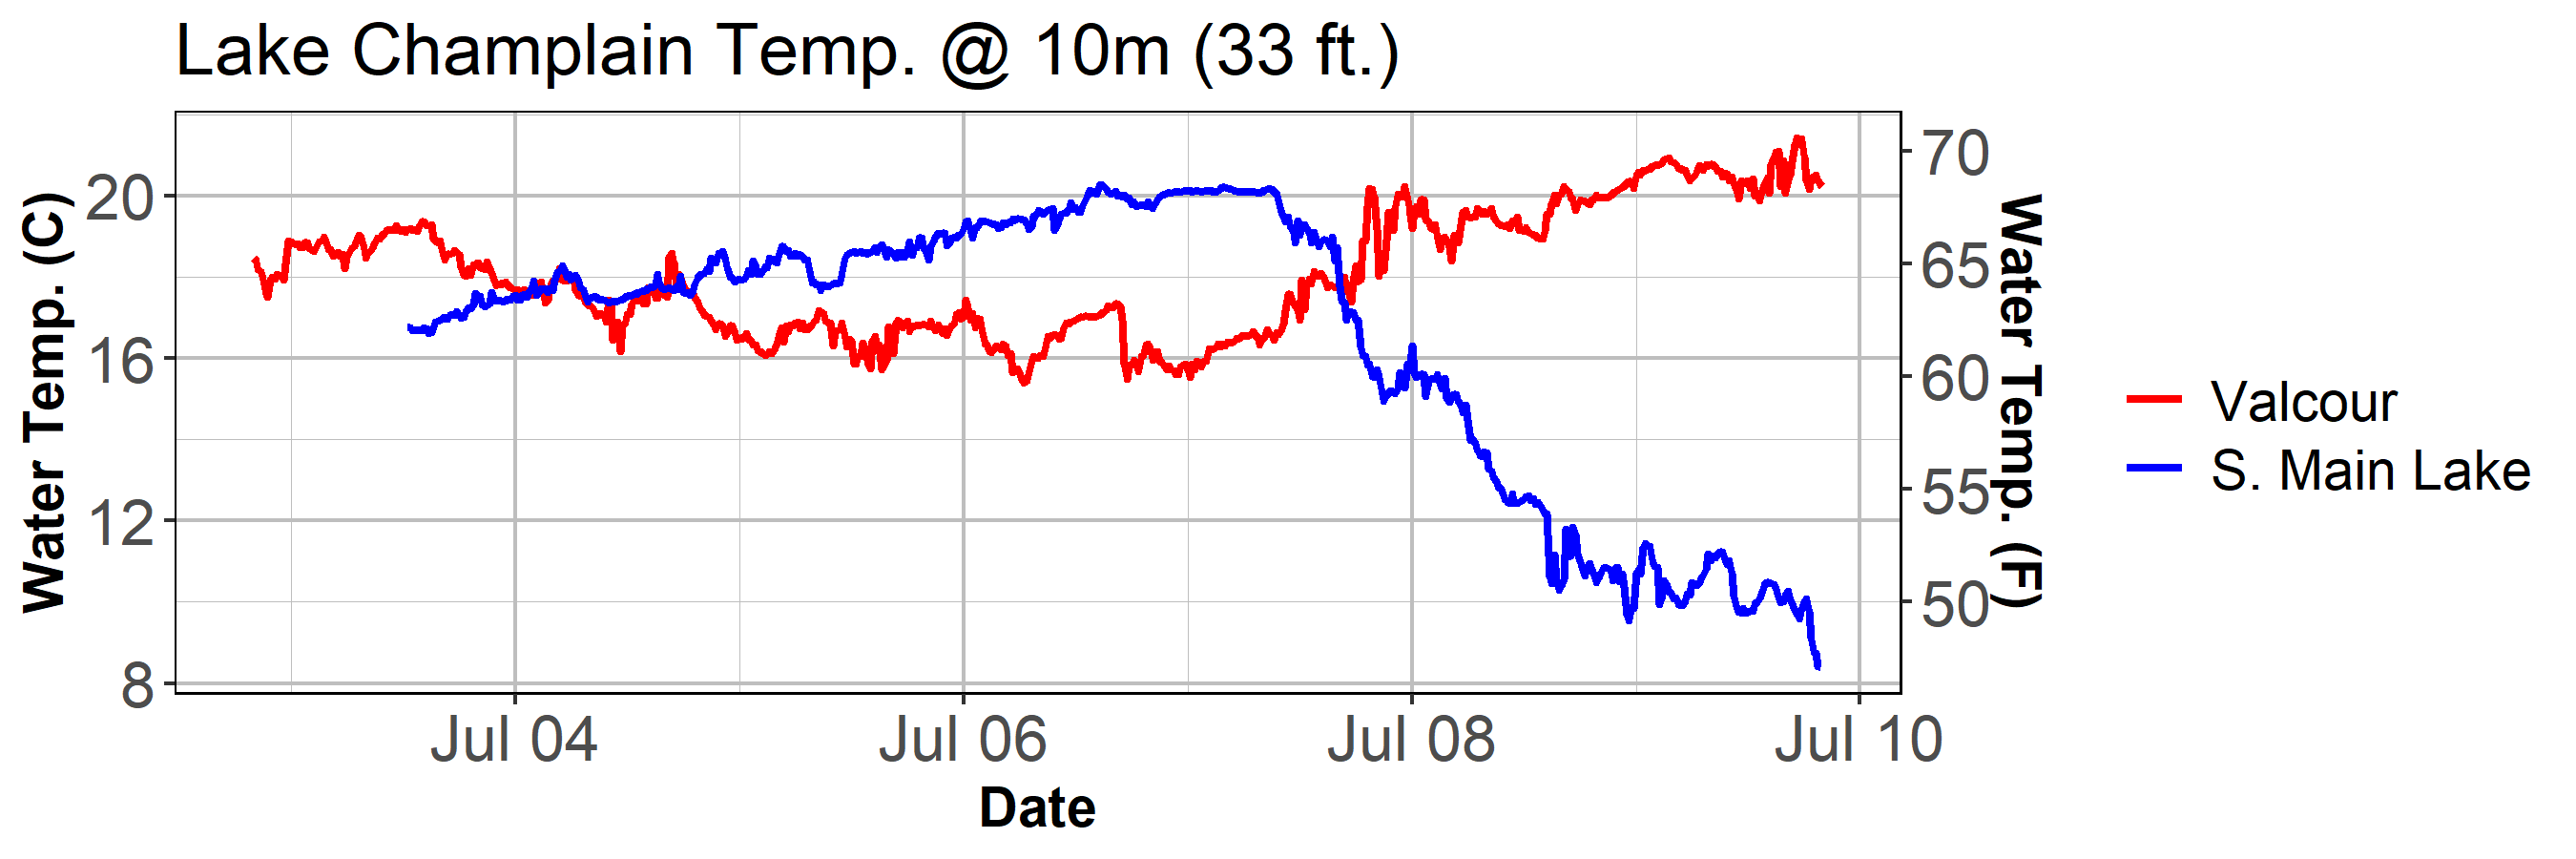 Lake Champlain Temp. @ 10m (33 ft.)
Water Temp. (C)
20
16
12
8
70
65
60
55
50
Water Temp. (F)
Jul 04
Jul 06
Jul 08
Jul 10
Date
Valcour
S. Main Lake